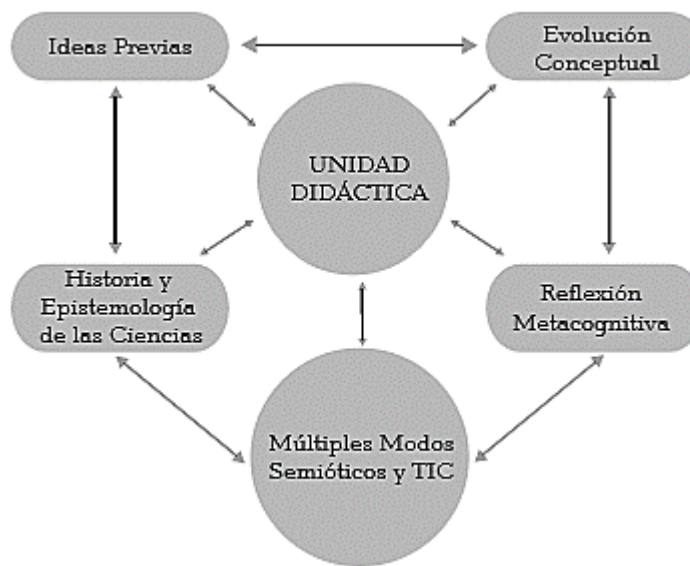 Ideas Previas
Evolución
Conceptual
UNIDAD
DIDÁCTICA
Historia y
Epistemología
de las Ciencias
Reflexión
Metacognitiva
Múltiples Modos
Semióticos y TIC